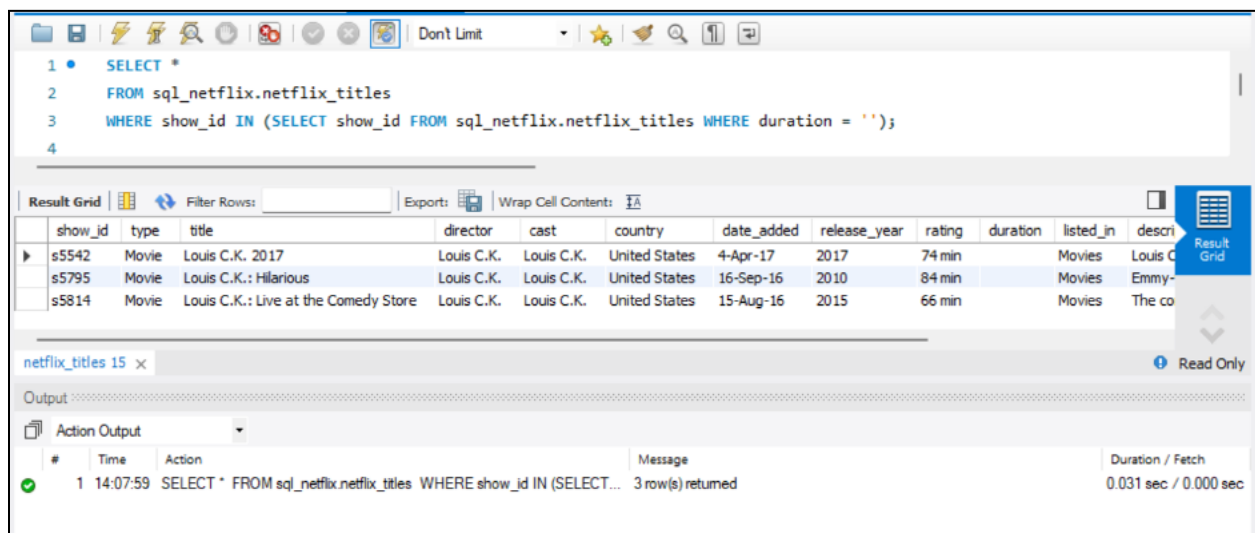 Don't Limit
1 SELECT *
2 FROM sql_netflix.netflix_titles
3 WHERE show_id IN (SELECT show_id FROM sql_netflix.netflix_titles WHERE duration = '');
4
Result Grid Filter Rows: Export: Wrap Cell Content: IA
show_id type title director cast country date_added release_year rating duration listed_in descri
s5542 Movie Louis C.K. 2017 Louis C.K. Louis C.K. United States 4-Apr-17 2017 74 min Movies Louis C
s5795 Movie Louis C.K.: Hilarious Louis C.K. Louis C.K. United States 16-Sep-16 2010 84 min Movies Emmy-
s5814 Movie Louis C.K.: Live at the Comedy Store Louis C.K. Louis C.K. United States 15-Aug-16 2015 66 min Movies The co
Result
Grid
netflix_titles 15 Read Only
Output
Action Output
# Time Action Message Duration / Fetch
1 14:07:59 SELECT * FROM sql_netflix.netflix_titles WHERE show_id IN (SELECT... 3 row(s) returned 0.031 sec / 0.000 sec